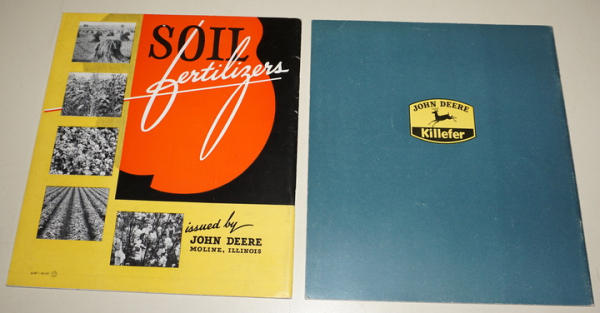 SOIL
fertilizers
issued by
JOHN DEERE
MOLINE, ILLINOIS
JOHN DEERE
Killefer